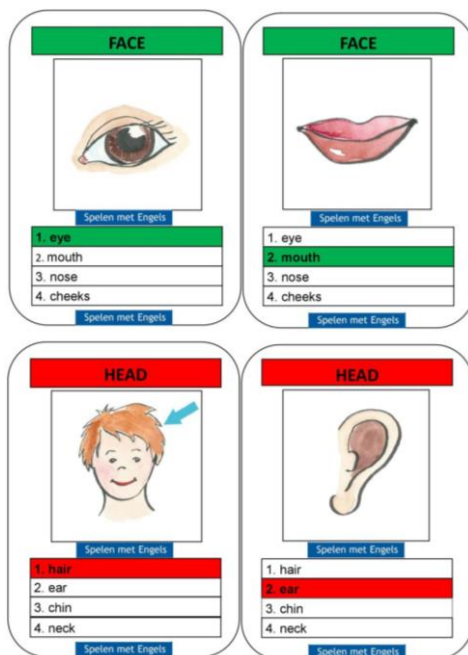 FACE
Spelen met Engels
1. eye
2. mouth
3. nose
4. cheeks
Spelen met Engels
FACE
Spelen met Engels
1. eye
2. mouth
3. nose
4. cheeks
Spelen met Engels
HEAD
Spelen met Engels
1. hair
2. ear
3. chin
4. neck
Spelen met Engels
HEAD
Spelen met Engels
1. hair
2. ear
3. chin
4. neck
Spelen met Engels